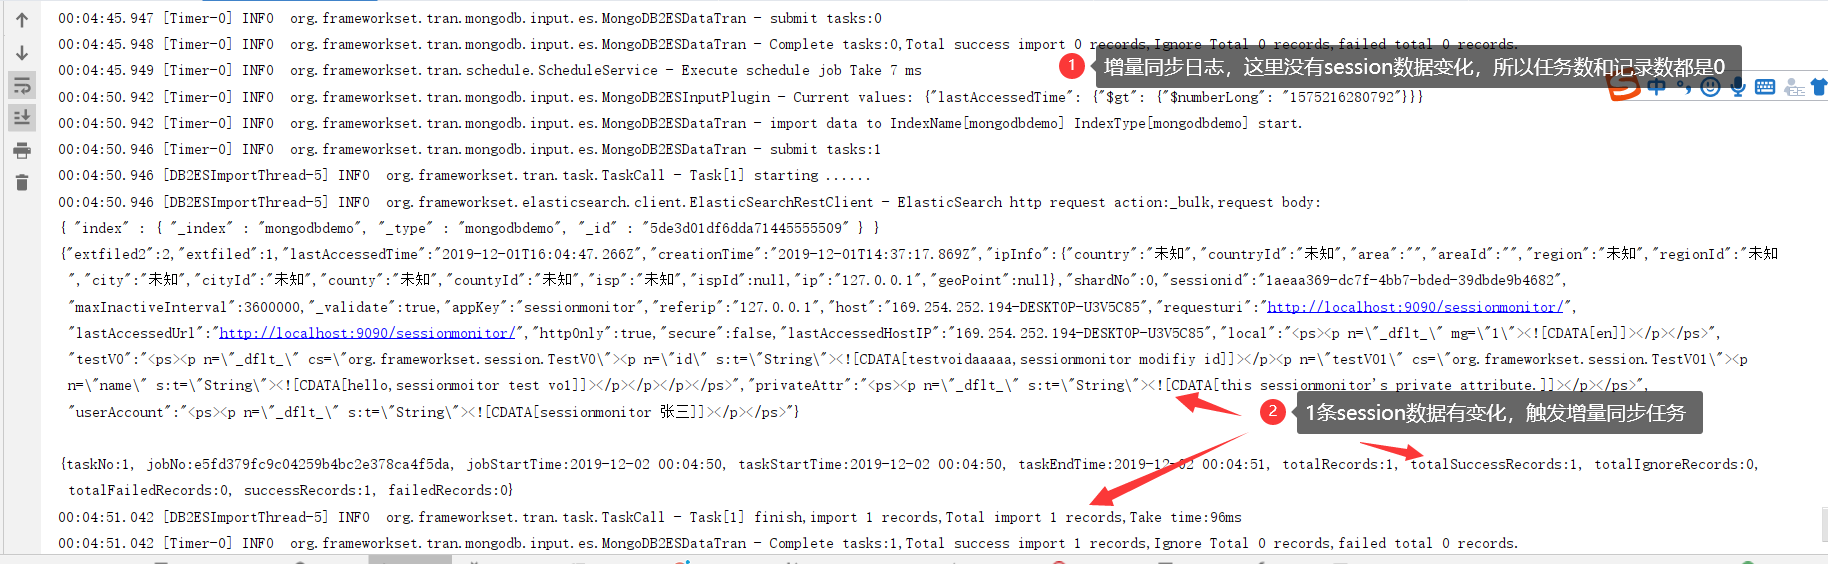 00:04:45.947 [Timer-0] INFO  org.frameworkset.tran.mongodb.input.es.MongoDB2ESDataTran - submit tasks:0
00:04:45.948 [Timer-0] INFO  org.frameworkset.tran.mongodb.input.es.MongoDB2ESDataTran - Complete tasks:0,Total success import 0 records,Ignore Total 0 records,failed total 0 records.
00:04:45.949 [Timer-0] INFO  org.frameworkset.tran.schedule.ScheduleService - Execute schedule job Take 7 ms
1 增量同步日志，这里没有session数据变化，所以任务数和记录数都是0
中
00:04:50.942 [Timer-0] INFO  org.frameworkset.tran.mongodb.input.es.MongoDB2ESInputPlugin - Current values: {"lastAccessedTime": {"$gt": {"$numberLong": "1575216280792"}}}
00:04:50.942 [Timer-0] INFO  org.frameworkset.tran.mongodb.input.es.MongoDB2ESDataTran - import data to IndexName[mongodbdemo] IndexType[mongodbdemo] start.
00:04:50.946 [Timer-0] INFO  org.frameworkset.tran.mongodb.input.es.MongoDB2ESDataTran - submit tasks:1
00:04:50.946 [DB2ESImportThread-5] INFO  org.frameworkset.tran.task.TaskCall - Task[1] starting ......
00:04:50.946 [DB2ESImportThread-5] INFO  org.frameworkset.elasticsearch.client.ElasticSearchRestClient - ElasticSearch http request action:_bulk,request body:
{ "index" : { "_index" : "mongodbdemo", "_type" : "mongodbdemo", "_id" : "5de3d01df6dda71445555509" } }
{"extfiled2":2,"extfiled":1,"lastAccessedTime":"2019-12-01T16:04:47.266Z","creationTime":"2019-12-01T14:37:17.869Z","ipInfo":{"country":"未知","countryId":"未知","area":"","areaId":"","region":"未知","regionId":"未知
","city":"未知","cityId":"未知","county":"未知","countyId":"未知","isp":"未知","ispId":null,"ip":"127.0.0.1","geoPoint":null},"shardNo":0,"sessionid":"1aeaa369-dc7f-4bb7-bded-39dbde9b4682",
"maxInactiveInterval":3600000,"_validate":true,"appKey":"sessionmonitor","referip":"127.0.0.1","host":"169.254.252.194-DESKTOP-U3V5C85","requesturi":"http://localhost:9090/sessionmonitor/",
"lastAccessedUrl":"http://localhost:9090/sessionmonitor/","httpOnly":true,"secure":false,"lastAccessedHostIP":"169.254.252.194-DESKTOP-U3V5C85","local":"<ps><p n=\"_dflt_\" mg=\"1\"><![CDATA[en]]></p></ps>",
"testVO":"<ps><p n=\"_dflt_\" cs=\"org.frameworkset.session.TestVO\"><p n=\"id\" s:t=\"String\"><![CDATA[testvoidaaaaa,sessionmonitor modifiy id]]></p><p n=\"testVO1\" cs=\"org.frameworkset.session.TestVO1\"><p
n=\"name\" s:t=\"String\"><![CDATA[hello,sessionmoitor test vo1]]></p></p></p></ps>","privateAttr":"<ps><p n=\"_dflt_\" s:t=\"String\"><![CDATA[this sessionmonitor's private attribute.]]></p></ps>",
"userAccount":"<ps><p n=\"_dflt_\" s:t=\"String\"><![CDATA[sessionmonitor 张三]]></p></ps>"}
2 1条session数据有变化，触发增量同步任务
{taskNo:1, jobNo:e5fd379fc9c04259b4bc2e378ca4f5da, jobStartTime:2019-12-02 00:04:50, taskStartTime:2019-12-02 00:04:50, taskEndTime:2019-12-02 00:04:51, totalRecords:1, totalSuccessRecords:1, totalIgnoreRecords:0,
totalFailedRecords:0, successRecords:1, failedRecords:0}
00:04:51.042 [DB2ESImportThread-5] INFO  org.frameworkset.tran.task.TaskCall - Task[1] finish,import 1 records,Total import 1 records,Take time:96ms
00:04:51.042 [Timer-0] INFO  org.frameworkset.tran.mongodb.input.es.MongoDB2ESDataTran - Complete tasks:1,Total success import 1 records,Ignore Total 0 records,failed total 0 records.